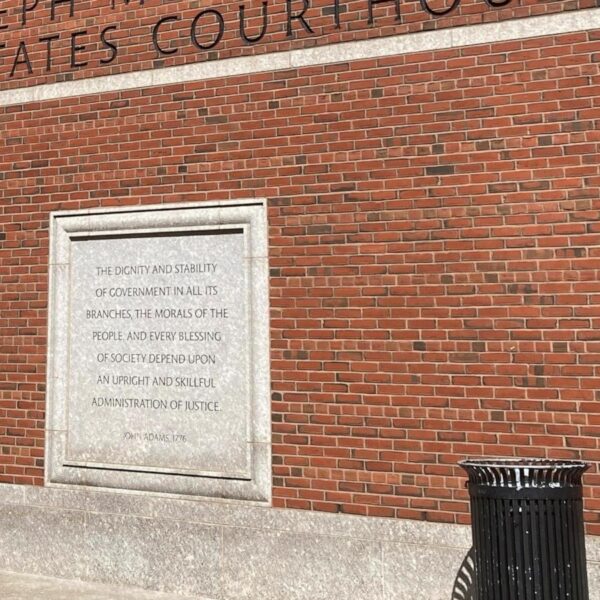 EPH M
TATES COURTHOU
THE DIGNITY AND STABILITY
OF GOVERNMENT IN ALL ITS
BRANCHES, THE MORALS OF THE
PEOPLE, AND EVERY BLESSING
OF SOCIETY DEPEND UPON
AN UPRIGHT AND SKILLFUL
ADMINISTRATION OF JUSTICE.
JOHN ADAMS, 1776